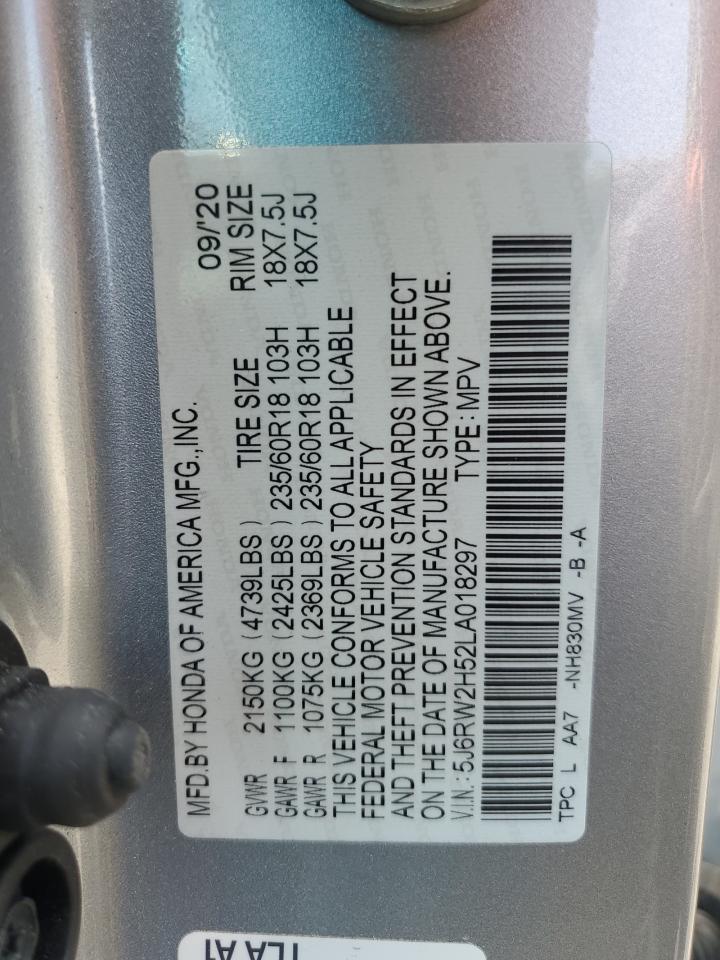 MFD.BY HONDA OF AMERICA MFG.,INC. 09/'20
GVWR 2150KG (4739LBS) TIRE SIZE RIM SIZE
GAWR F 1100KG (2425LBS) 235/60R18 103H 18X7.5J
GAWR R 1075KG (2369LBS) 235/60R18 103H 18X7.5J
THIS VEHICLE CONFORMS TO ALL APPLICABLE
FEDERAL MOTOR VEHICLE SAFETY
AND THEFT PREVENTION STANDARDS IN EFFECT
ON THE DATE OF MANUFACTURE SHOWN ABOVE.
V.I.N.: 5J6RW2H52LA018297 TYPE: MPV
TPC L AA7 -NH830MV -B -A
TLA A1